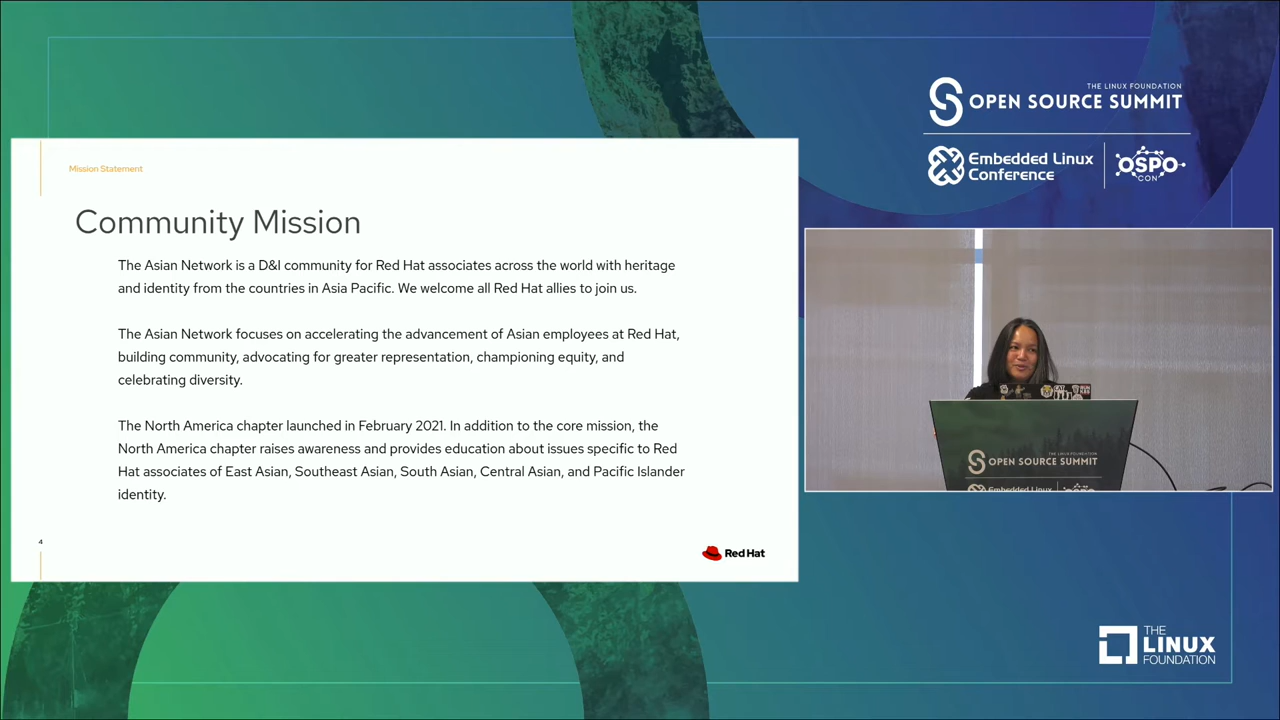 THE LINUX FOUNDATION
OPEN SOURCE SUMMIT
Embedded Linux
Conference
OSPO
CON
Mission Statement
Community Mission
The Asian Network is a D&I community for Red Hat associates across the world with heritage
and identity from the countries in Asia Pacific. We welcome all Red Hat allies to join us.
The Asian Network focuses on accelerating the advancement of Asian employees at Red Hat,
building community, advocating for greater representation, championing equity, and
celebrating diversity.
The North America chapter launched in February 2021. In addition to the core mission, the
North America chapter raises awareness and provides education about issues specific to Red
Hat associates of East Asian, Southeast Asian, South Asian, Central Asian, and Pacific Islander
identity.
4
Red Hat
THE LINUX FOUNDATION
OPEN SOURCE SUMMIT
Embedded Linux
THE
LINUX
FOUNDATION